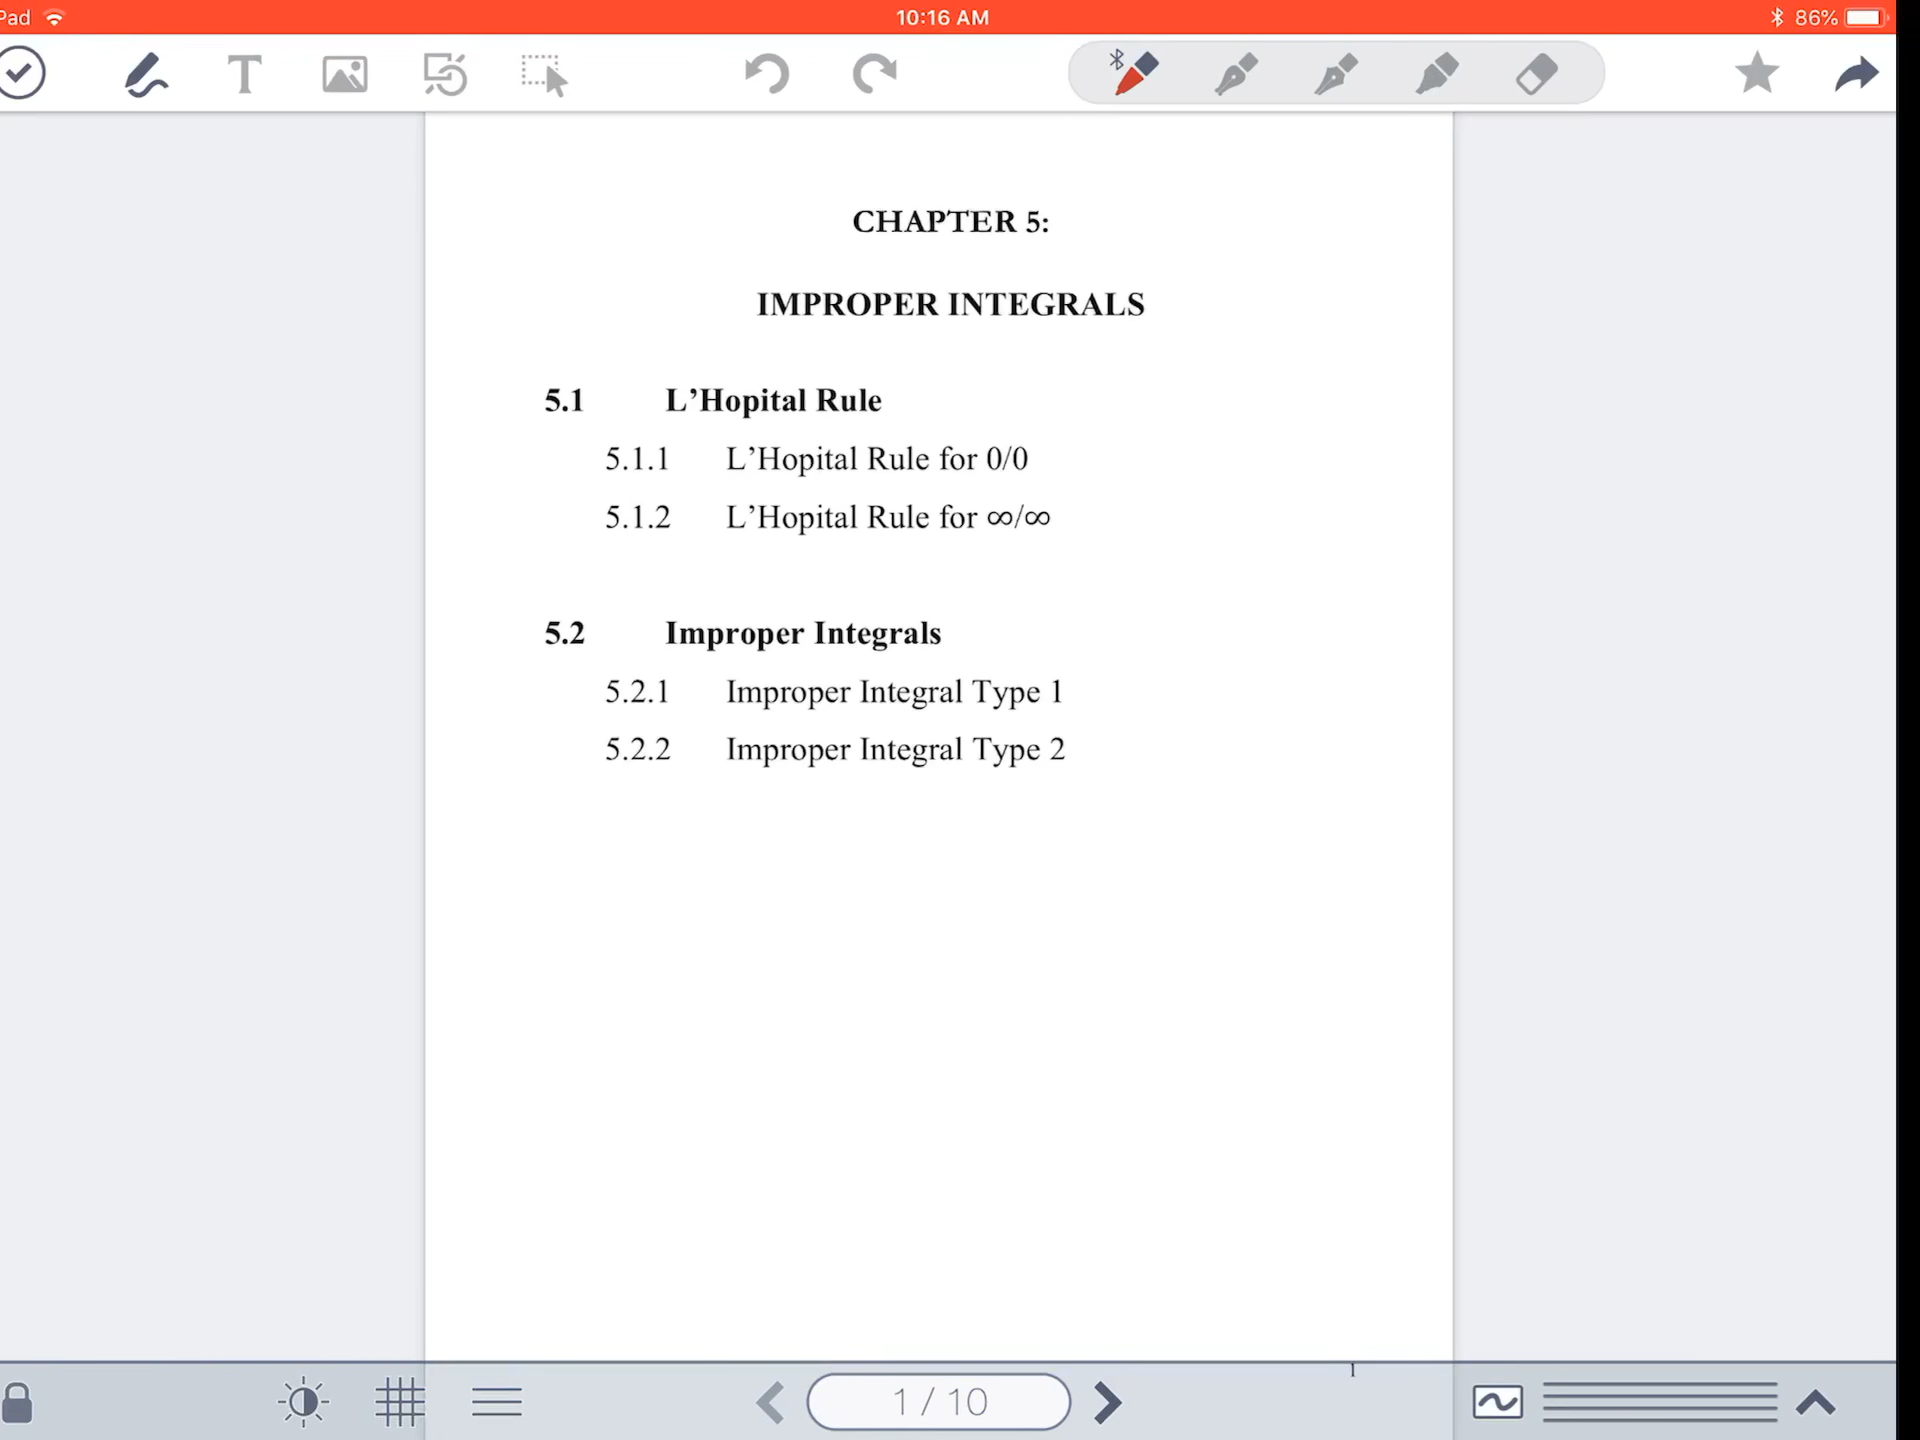 Pad 10:16 AM 86%
T
CHAPTER 5:
IMPROPER INTEGRALS
5.1 L’Hopital Rule
5.1.1 L’Hopital Rule for 0/0
5.1.2 L’Hopital Rule for ∞/∞
5.2 Improper Integrals
5.2.1 Improper Integral Type 1
5.2.2 Improper Integral Type 2
1
1 / 10